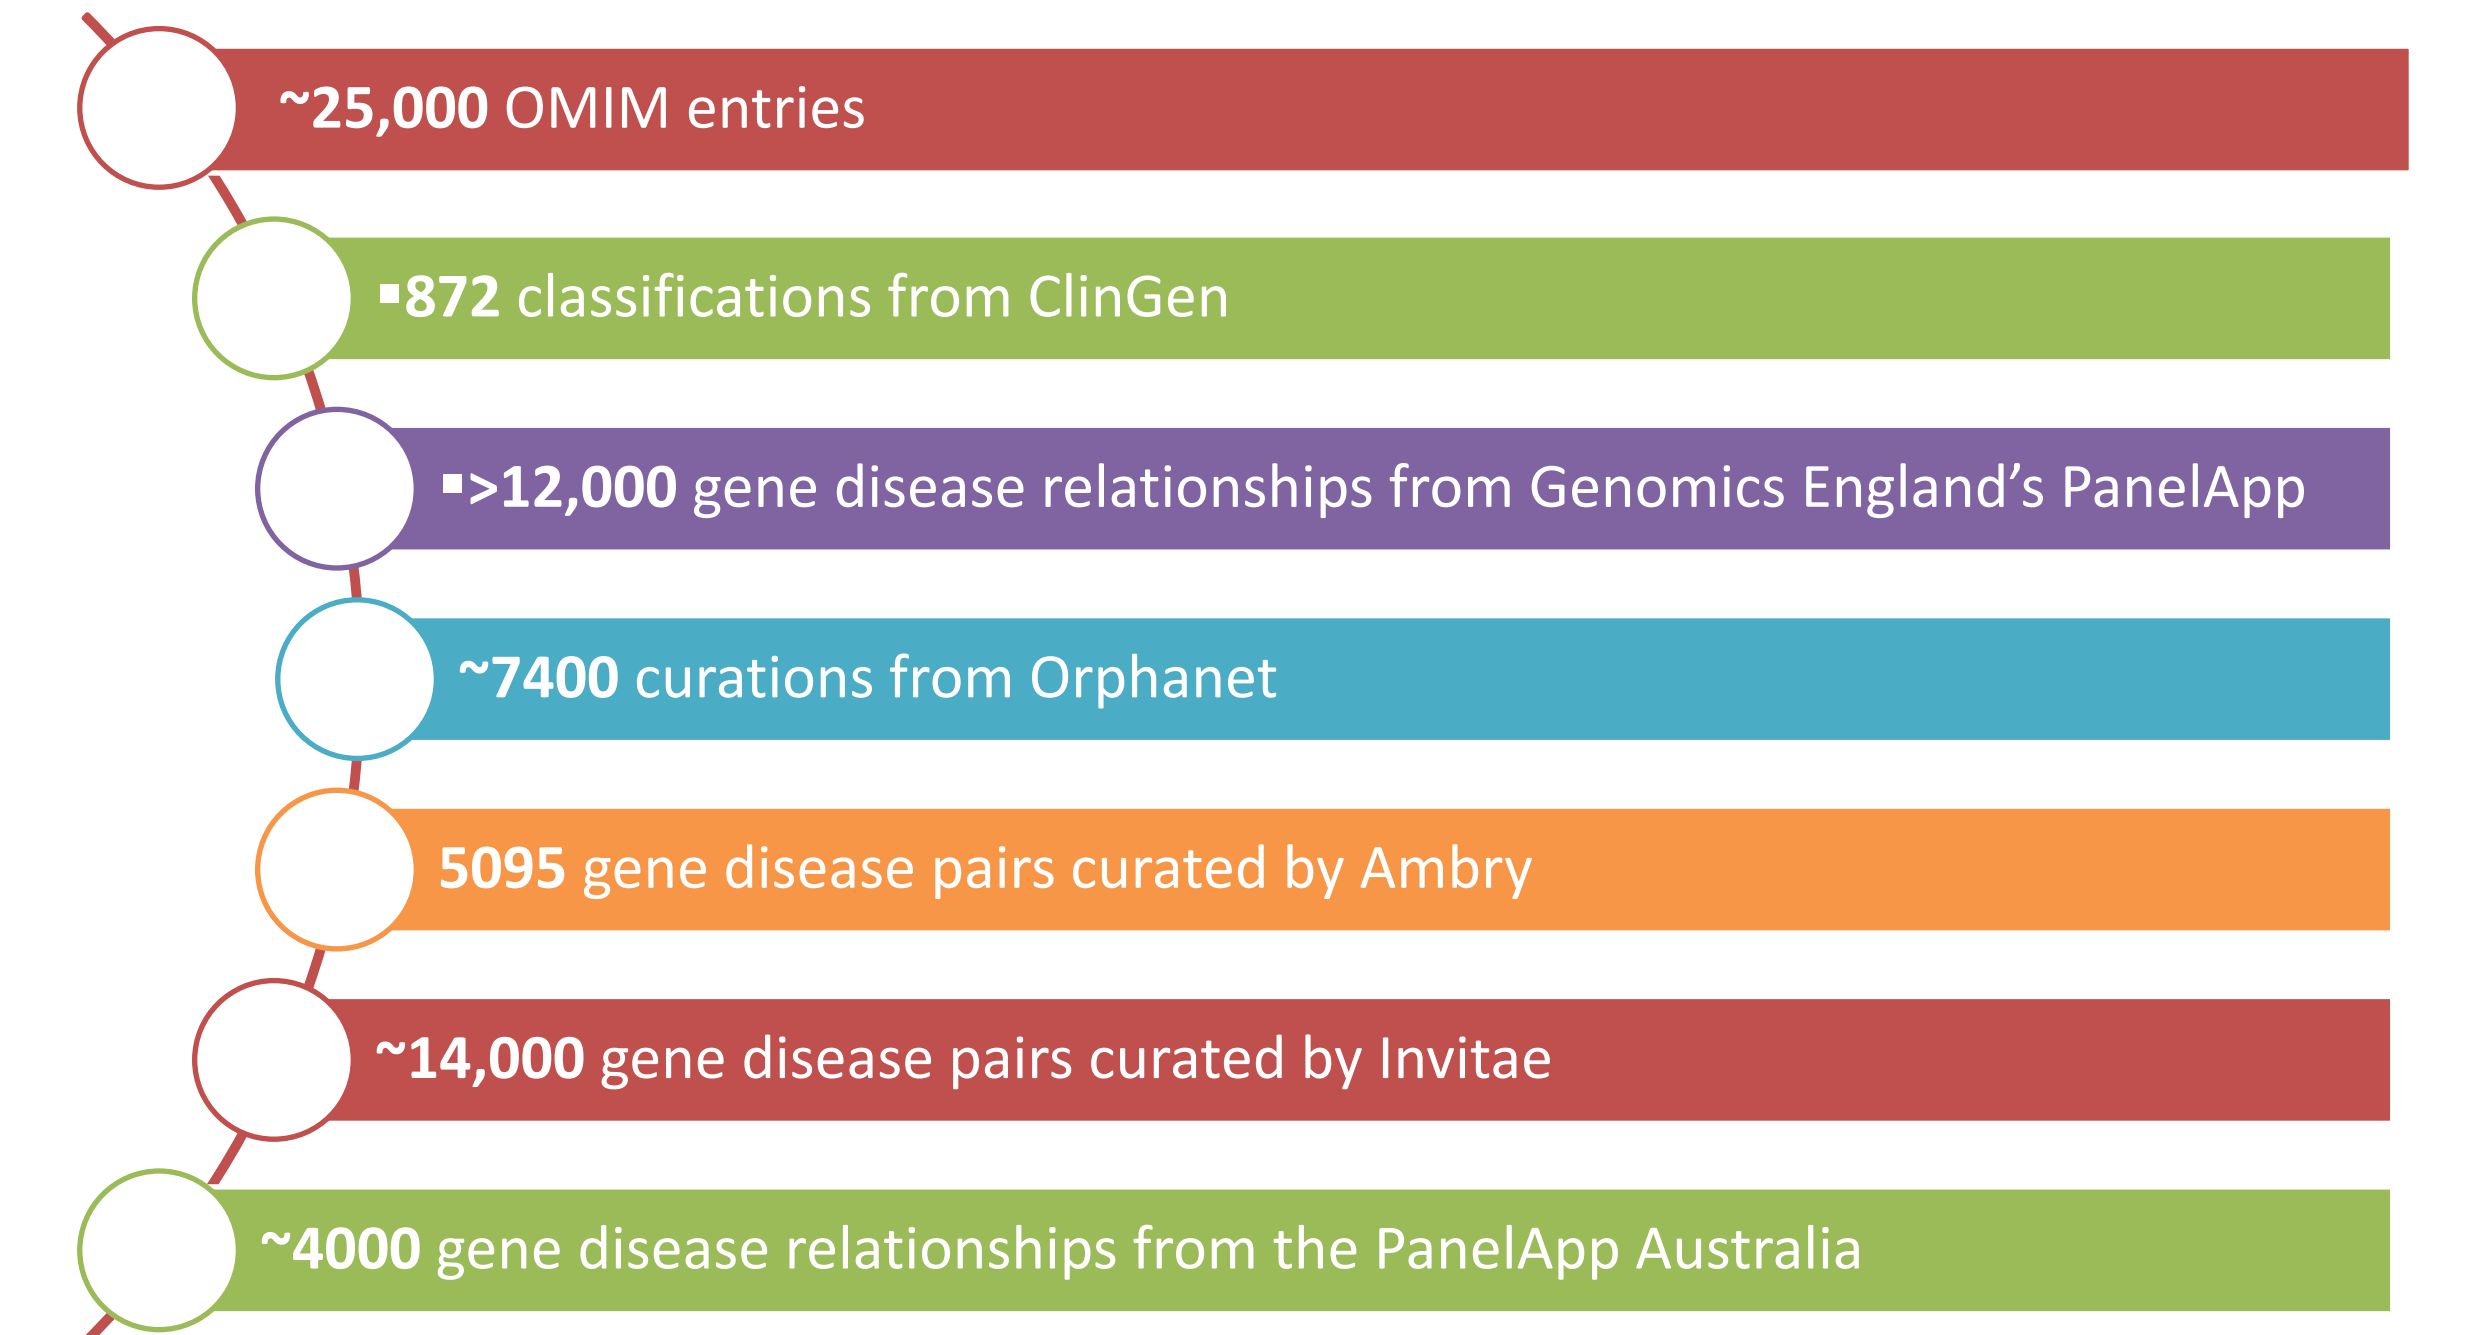 ~25,000 OMIM entries
▪872 classifications from ClinGen
▪>12,000 gene disease relationships from Genomics England’s PanelApp
~7400 curations from Orphanet
5095 gene disease pairs curated by Ambry
~14,000 gene disease pairs curated by Invitae
~4000 gene disease relationships from the PanelApp Australia